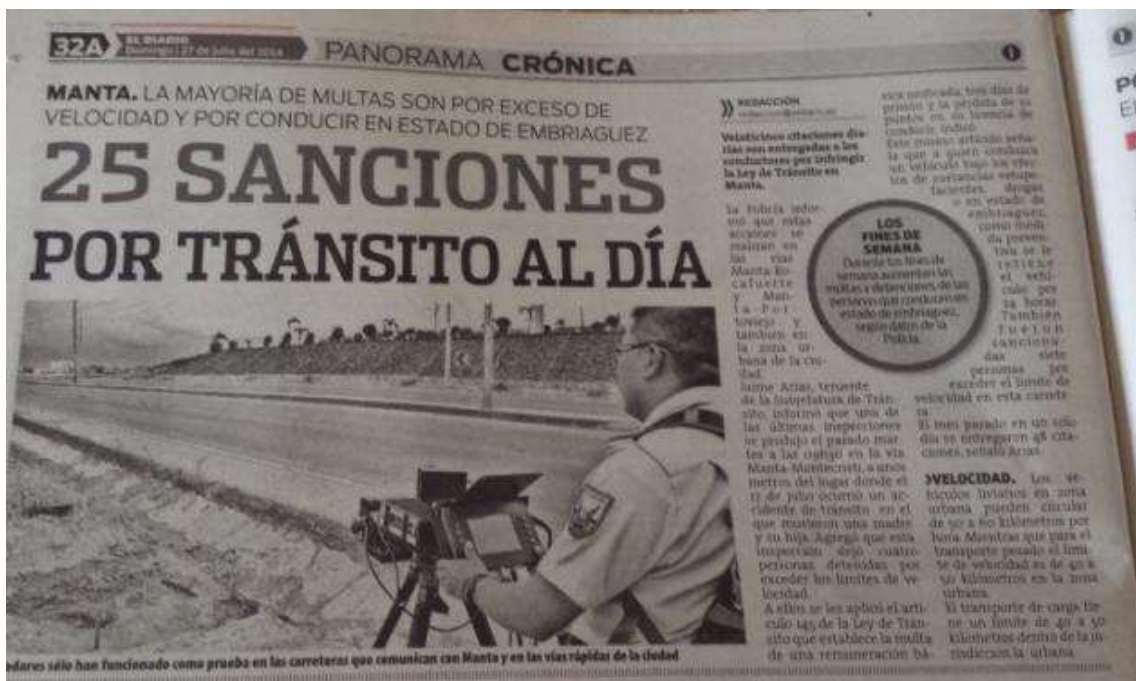 32A
EL DIARIO
Domingo | 27 de julio del 2014
PANORAMA CRÓNICA
MANTA. LA MAYORÍA DE MULTAS SON POR EXCESO DE
VELOCIDAD Y POR CONDUCIR EN ESTADO DE EMBRIAGUEZ
25 SANCIONES
POR TRÁNSITO AL DÍA
edares sólo han funcionado como prueba en las carreteras que comunican con Manta y en las vías rápidas de la ciudad
REDACCIÓN
Veinticinco citaciones dia-
rias son entregadas a los
conductores por infringir
la Ley de Tránsito en
Manta.
La Policía infor-
mó que estas
acciones se
realizan en
las vías
Manta-Ro-
cafuerte
y Man-
ta-Por-
toviejo y
también en
la zona ur-
bana de la ciu-
dad.
Jaime Arias, teniente
de la Subjefatura de Trán-
sito, informó que una de
las últimas inspecciones
se produjo el pasado mar-
tes a las 09h30 en la vía
Manta-Montecristi, a unos
metros del lugar donde el
17 de julio ocurrió un ac-
cidente de tránsito en el
que murieron una madre
y su hija. Agregó que esta
inspección dejó cuatro
personas detenidas por
exceder los límites de ve-
locidad.
A ellos se les aplicó el artí-
culo 145 de la Ley de Trán-
sito que establece la multa
de una remuneración bá-
sica unificada, tres días de
prisión y la pérdida de 10
puntos en su licencia de
conducir, indicó.
Este mismo artículo seña-
la que a quien conduzca
un vehículo bajo los efec-
tos de sustancias estupe-
facientes, drogas
o en estado de
embriaguez,
como medi-
da preven-
tiva se le
retiene
el vehí-
culo por
24 horas.
También
fueron
sanciona-
das siete
personas por
exceder el límite de
velocidad en esta carrete-
ra.
El mes pasado en un solo
día se entregaron 48 cita-
ciones, señaló Arias.
VELOCIDAD. Los ve-
hículos livianos en zona
urbana pueden circular
de 50 a 60 kilómetros por
hora. Mientras que para el
transporte pesado el lími-
te de velocidad es de 40 a
50 kilómetros en la zona
urbana.
El transporte de carga tie-
ne un límite de 40 a 50
kilómetros dentro de la ju-
risdicción la urbana.
LOS
FINES DE
SEMANA
Durante los fines de
semana aumentan las
multas y detenciones, de las
personas que conducen en
estado de embriaguez,
según datos de la
Policía.